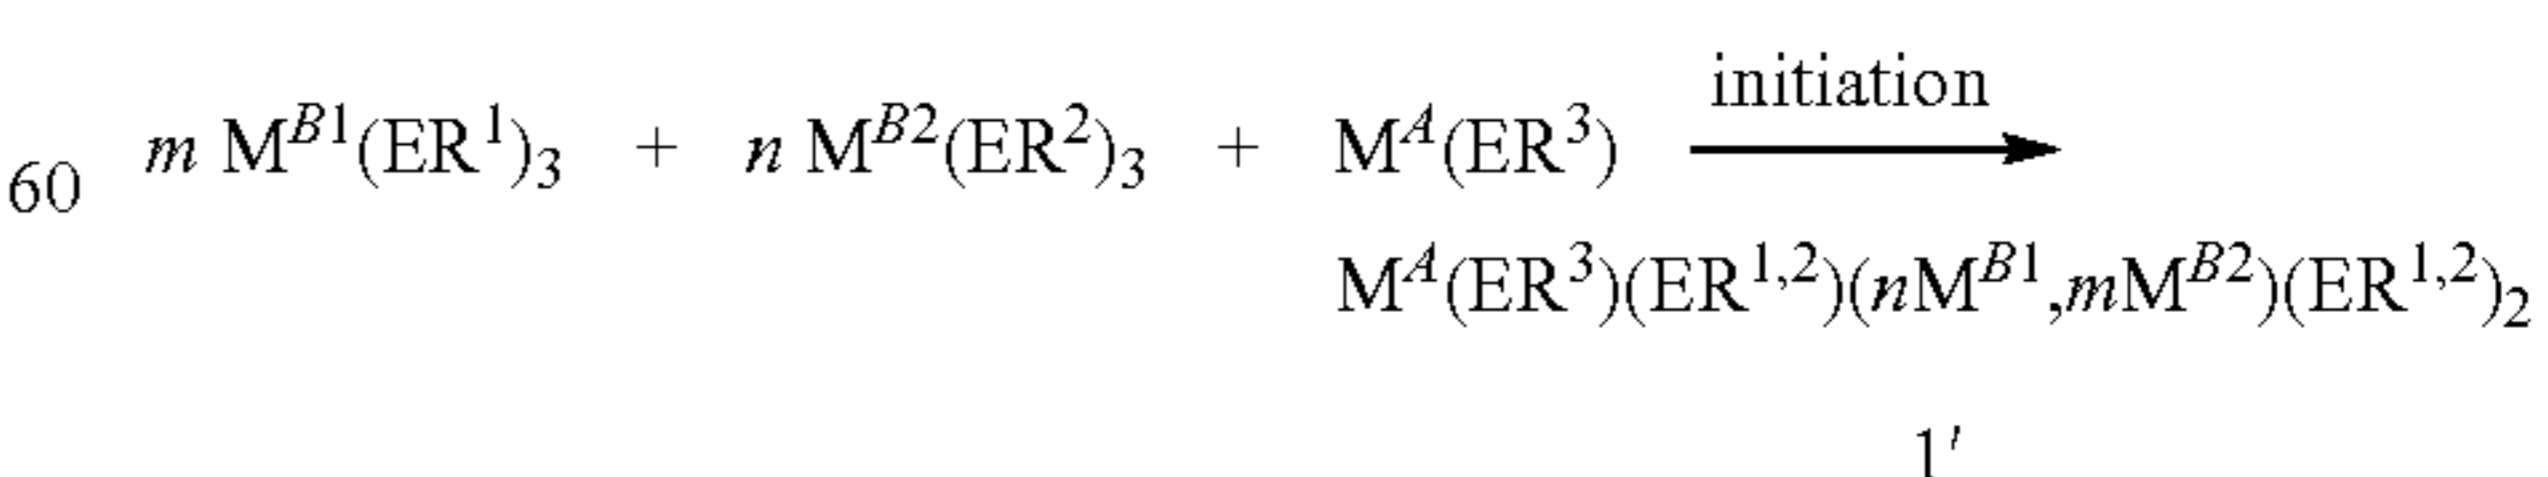 60 m M^{B1}(ER^1)_3 + n M^{B2}(ER^2)_3 + M^A(ER^3) initiation ⟶
M^A(ER^3)(ER^{1,2})(nM^{B1},mM^{B2})(ER^{1,2})_2
1′